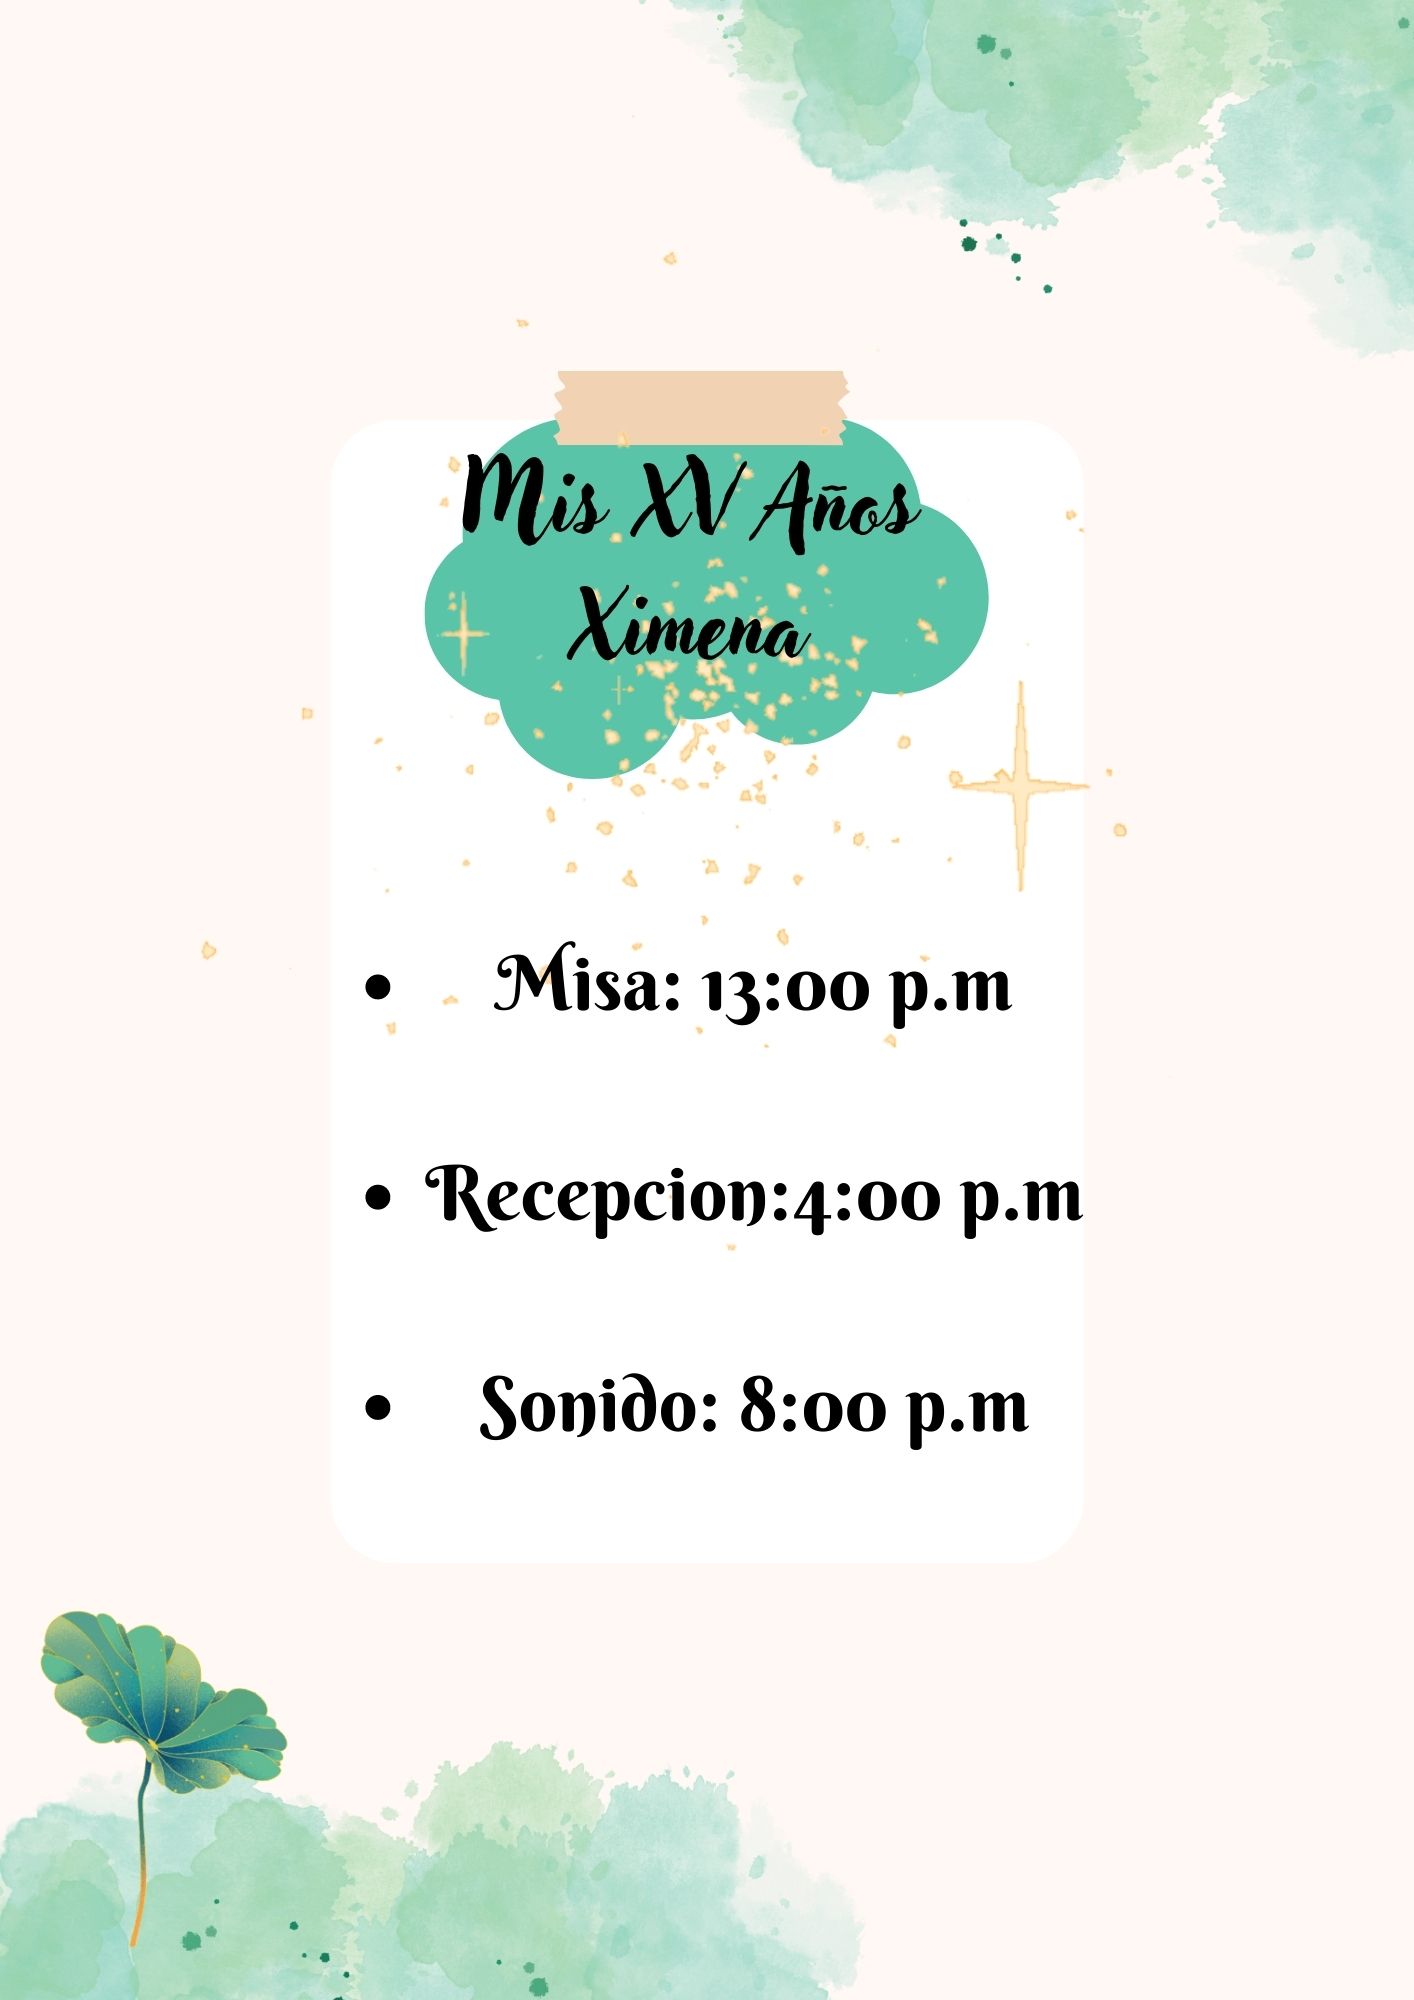 Mis XV Años
Ximena
• Misa: 13:00 p.m
• Recepcion:4:00 p.m
• Sonido: 8:00 p.m